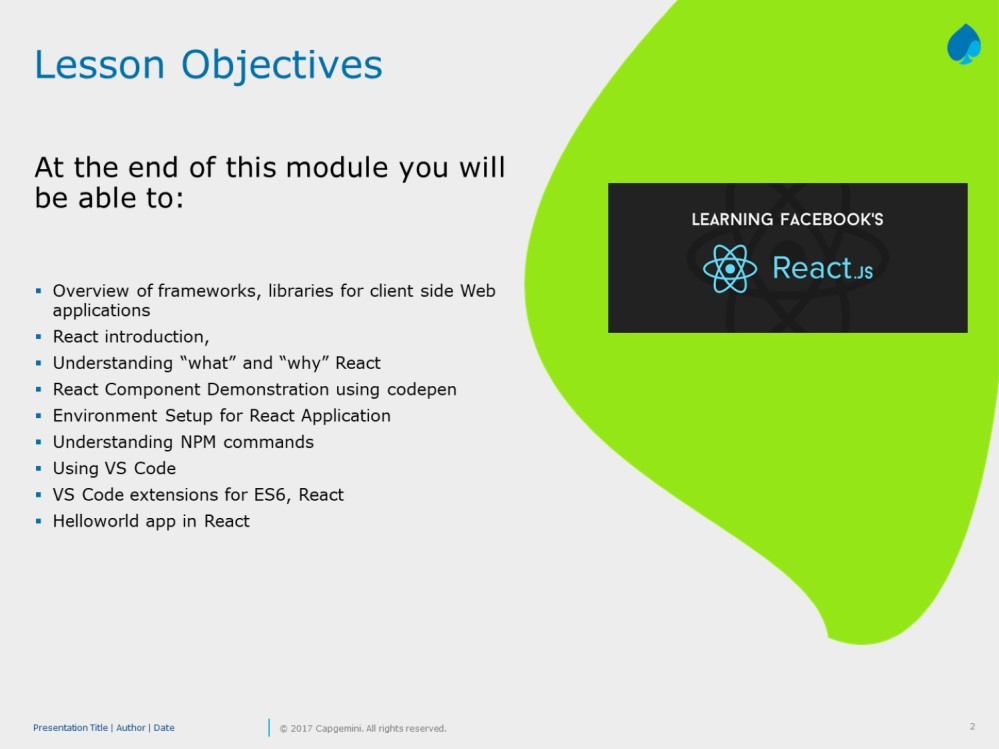 Lesson Objectives
At the end of this module you will
be able to:
▪ Overview of frameworks, libraries for client side Web
applications
▪ React introduction,
▪ Understanding “what” and “why” React
▪ React Component Demonstration using codepen
▪ Environment Setup for React Application
▪ Understanding NPM commands
▪ Using VS Code
▪ VS Code extensions for ES6, React
▪ Helloworld app in React
LEARNING FACEBOOK'S
React.JS
Presentation Title | Author | Date
© 2017 Capgemini. All rights reserved.
2